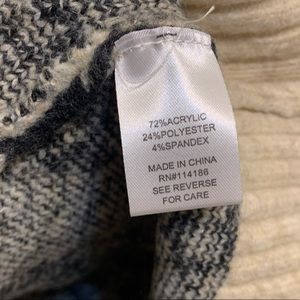 72%ACRYLIC
24%POLYESTER
4%SPANDEX
MADE IN CHINA
RN#114186
SEE REVERSE
FOR CARE